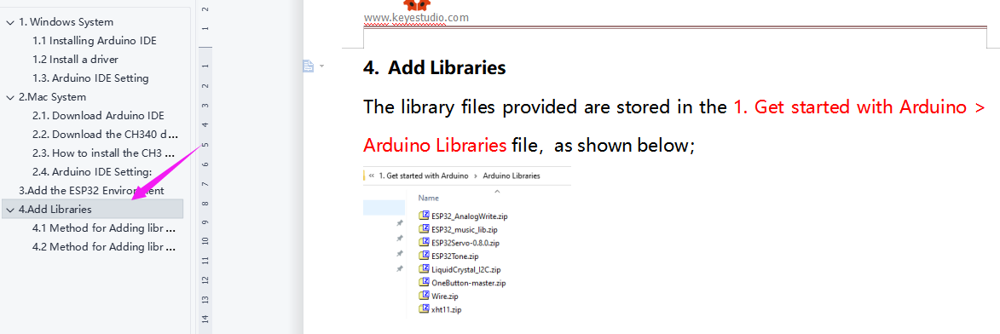 1. Windows System
1.1 Installing Arduino IDE
1.2 Install a driver
1.3. Arduino IDE Setting
2.Mac System
2.1. Download Arduino IDE
2.2. Download the CH340 d ...
2.3. How to install the CH3 ...
2.4. Arduino IDE Setting:
3.Add the ESP32 Environment
4.Add Libraries
4.1 Method for Adding libr ...
4.2 Method for Adding libr ...
2
1
1
2
3
4
5
6
7
8
9
10
11
12
13
14
www.keyestudio.com
4. Add Libraries
The library files provided are stored in the 1. Get started with Arduino >
Arduino Libraries file, as shown below;
« 1. Get started with Arduino > Arduino Libraries
Name
ESP32_AnalogWrite.zip
ESP32_music_lib.zip
ESP32Servo-0.8.0.zip
ESP32Tone.zip
LiquidCrystal_I2C.zip
OneButton-master.zip
Wire.zip
xht11.zip